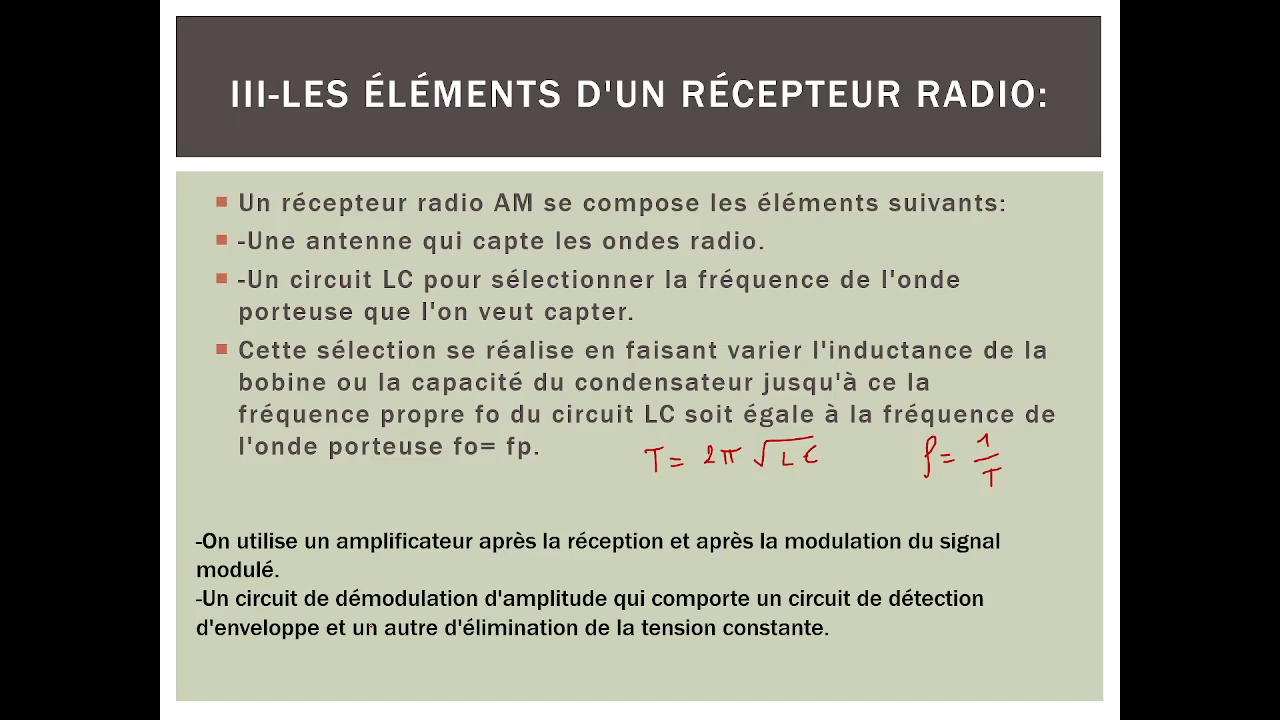 III-LES ÉLÉMENTS D'UN RÉCEPTEUR RADIO:
Un récepteur radio AM se compose les éléments suivants:
-Une antenne qui capte les ondes radio.
-Un circuit LC pour sélectionner la fréquence de l'onde
porteuse que l'on veut capter.
Cette sélection se réalise en faisant varier l'inductance de la
bobine ou la capacité du condensateur jusqu'à ce la
fréquence propre fo du circuit LC soit égale à la fréquence de
l'onde porteuse fo= fp.
T = 2π √LC f = 1/T
-On utilise un amplificateur après la réception et après la modulation du signal
modulé.
-Un circuit de démodulation d'amplitude qui comporte un circuit de détection
d'enveloppe et un autre d'élimination de la tension constante.